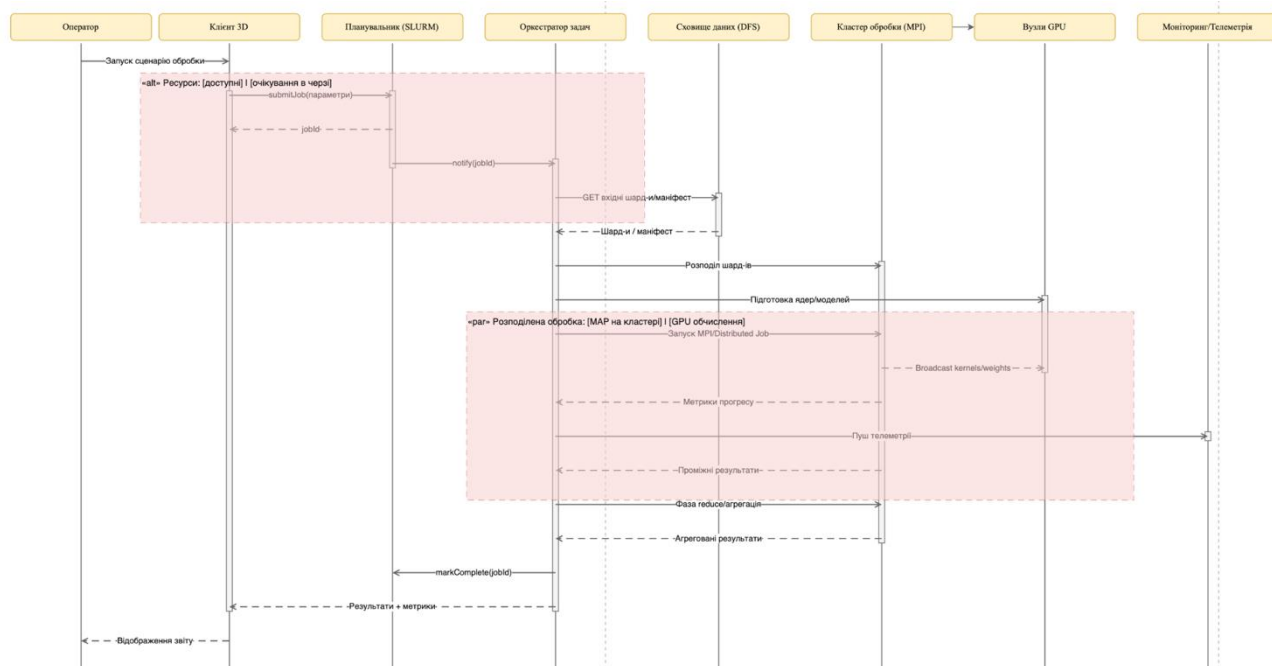 Оператор
Клієнт 3D
Планувальник (SLURM)
Оркестратор задач
Сховище даних (DFS)
Кластер обробки (MPI)
Вузли GPU
Моніторинг/Телеметрія
Запуск сценарію обробки
«alt» Ресурси: [доступні] | [очікування в черзі]
submitJob(параметри)
jobId
notify(jobId)
GET вхідні шард-и/маніфест
Шард-и / маніфест
Розподіл шард-ів
Підготовка ядер/моделей
«par» Розподілена обробка: [MAP на кластері] | [GPU обчислення]
Запуск MPI/Distributed Job
Broadcast kernels/weights
Метрики прогресу
Пуш телеметрії
Проміжні результати
Фаза reduce/агрегація
Агреговані результати
markComplete(jobId)
Результати + метрики
Відображення звіту